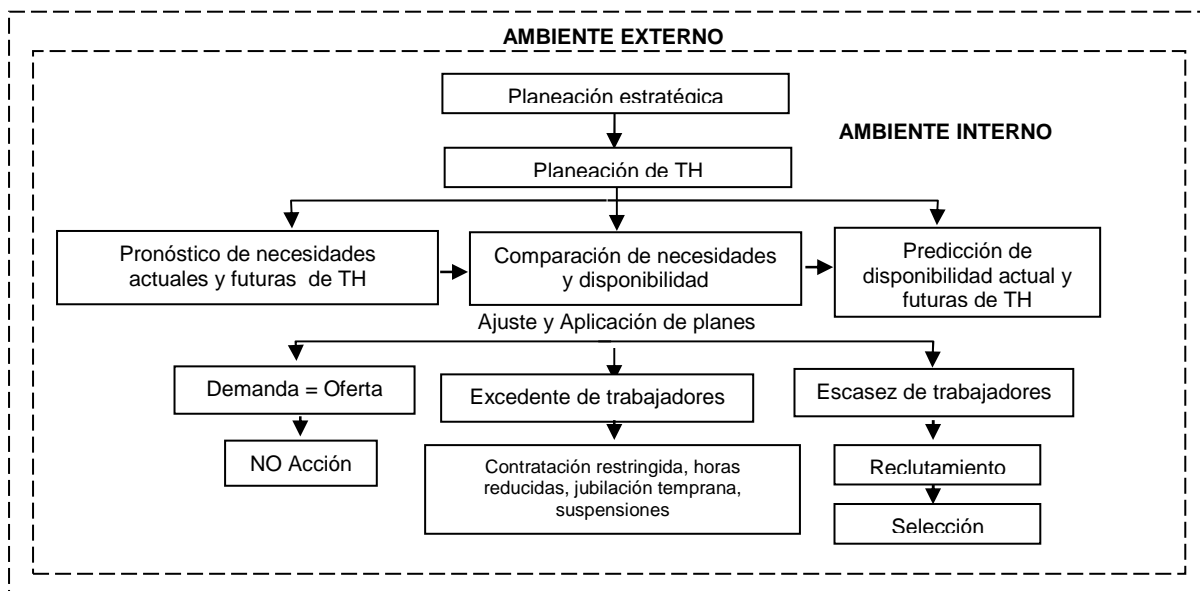 AMBIENTE EXTERNO
Planeación estratégica
AMBIENTE INTERNO
Planeación de TH
Pronóstico de necesidades
actuales y futuras de TH
Comparación de necesidades
y disponibilidad
Predicción de
disponibilidad actual y
futuras de TH
Ajuste y Aplicación de planes
Demanda = Oferta
Excedente de trabajadores
Escasez de trabajadores
NO Acción
Contratación restringida, horas
reducidas, jubilación temprana,
suspensiones
Reclutamiento
Selección